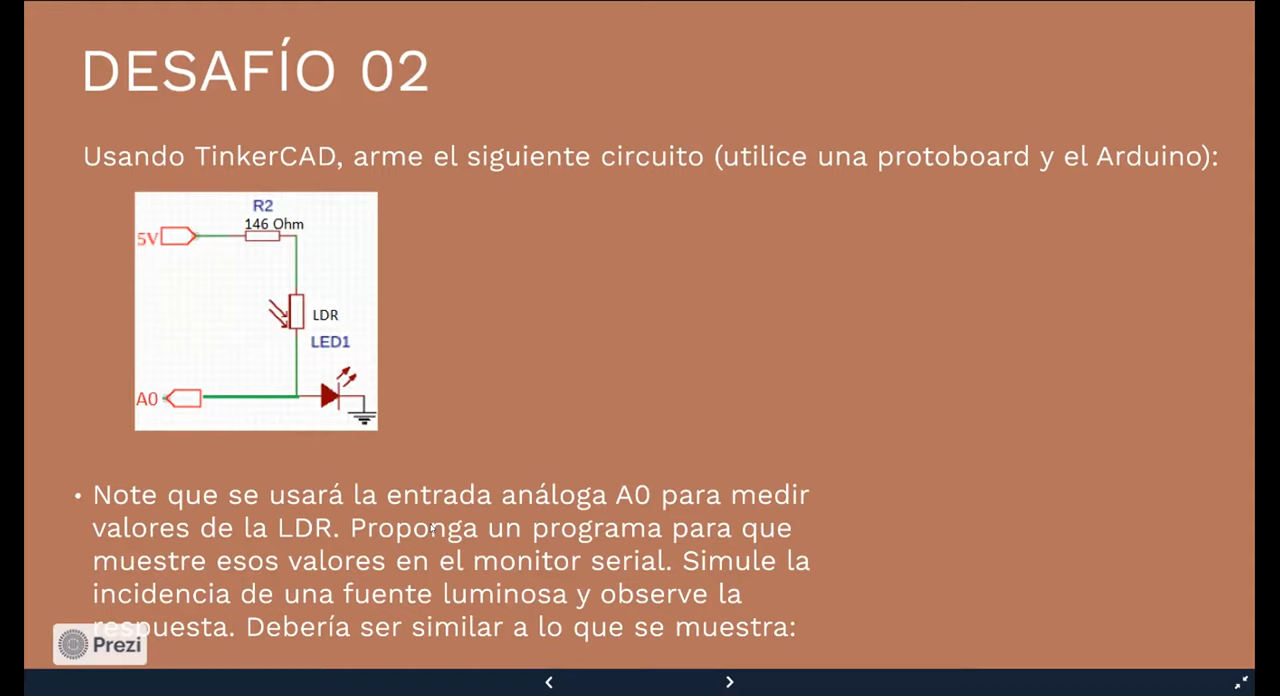 DESAFÍO 02
Usando TinkerCAD, arme el siguiente circuito (utilice una protoboard y el Arduino):
R2
146 Ohm
5V
LDR
LED1
A0
• Note que se usará la entrada análoga A0 para medir
valores de la LDR. Proponga un programa para que
muestre esos valores en el monitor serial. Simule la
incidencia de una fuente luminosa y observe la
respuesta. Debería ser similar a lo que se muestra:
Prezi